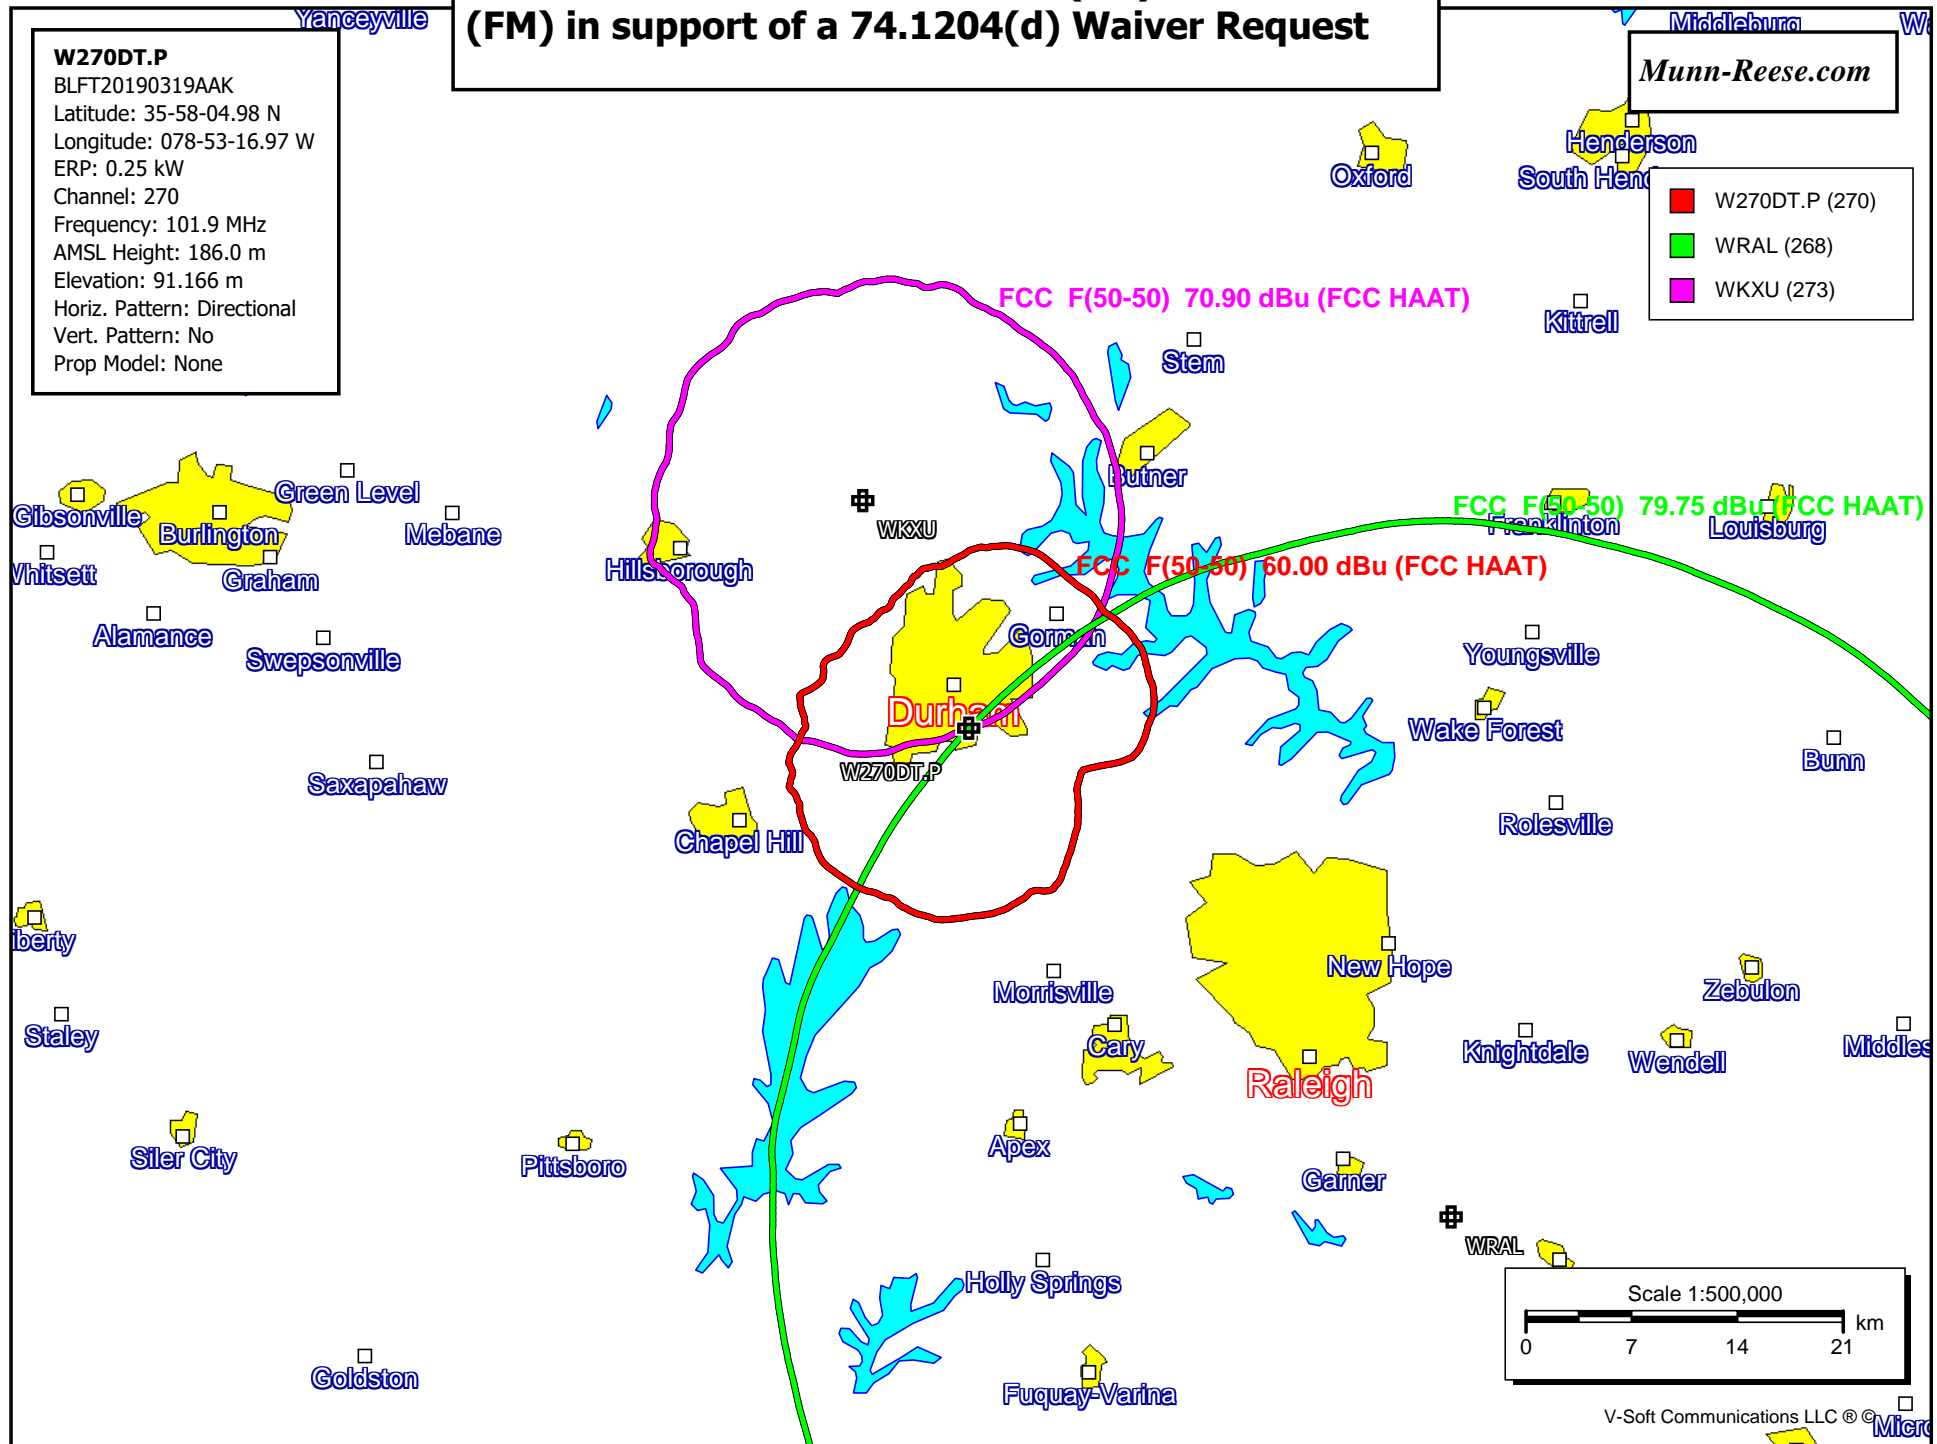 (FM) in support of a 74.1204(d) Waiver Request
Yanceyville
Middleburg
W270DT.P
BLFT20190319AAK
Latitude: 35-58-04.98 N
Longitude: 078-53-16.97 W
ERP: 0.25 kW
Channel: 270
Frequency: 101.9 MHz
AMSL Height: 186.0 m
Elevation: 91.166 m
Horiz. Pattern: Directional
Vert. Pattern: No
Prop Model: None
Munn-Reese.com
Henderson
Oxford
South Hend
W270DT.P (270)
WRAL (268)
WKXU (273)
FCC F(50-50) 70.90 dBu (FCC HAAT)
Kittrell
Stem
Butner
Green Level
FCC F(50-50) 79.75 dBu (FCC HAAT)
Gibsonville
Burlington
Mebane
WKXU
Franklinton
Louisburg
Whitsett
Graham
Hillsborough
FCC F(50-50) 60.00 dBu (FCC HAAT)
Alamance
Gorman
Swepsonville
Youngsville
Durham
Wake Forest
Bunn
W270DT.P
Saxapahaw
Rolesville
Chapel Hill
iberty
New Hope
Morrisville
Zebulon
Staley
Cary
Knightdale
Wendell
Middles
Raleigh
Siler City
Pittsboro
Apex
Garner
WRAL
Holly Springs
Scale 1:500,000
km
0 7 14 21
Goldston
Fuquay-Varina
V-Soft Communications LLC ® ©
Micro